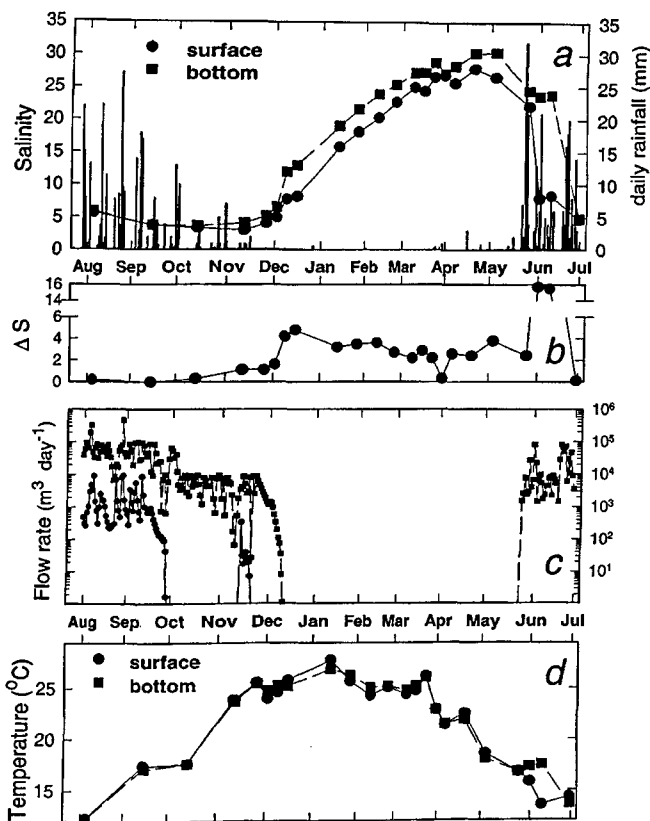 35
30
25
20
15
10
5
0
Salinity
surface
bottom
a
35
30
25
20
15
10
5
0
daily rainfall (mm)
Aug Sep Oct Nov Dec Jan Feb Mar Apr May Jun Jul
16
14
6
4
2
0
Δ S
b
Flow rate (m³ day⁻¹)
10⁶
10⁵
10⁴
10³
10²
10¹
c
Aug Sep Oct Nov Dec Jan Feb Mar Apr May Jun Jul
Temperature (°C)
25
20
15
surface
bottom
d